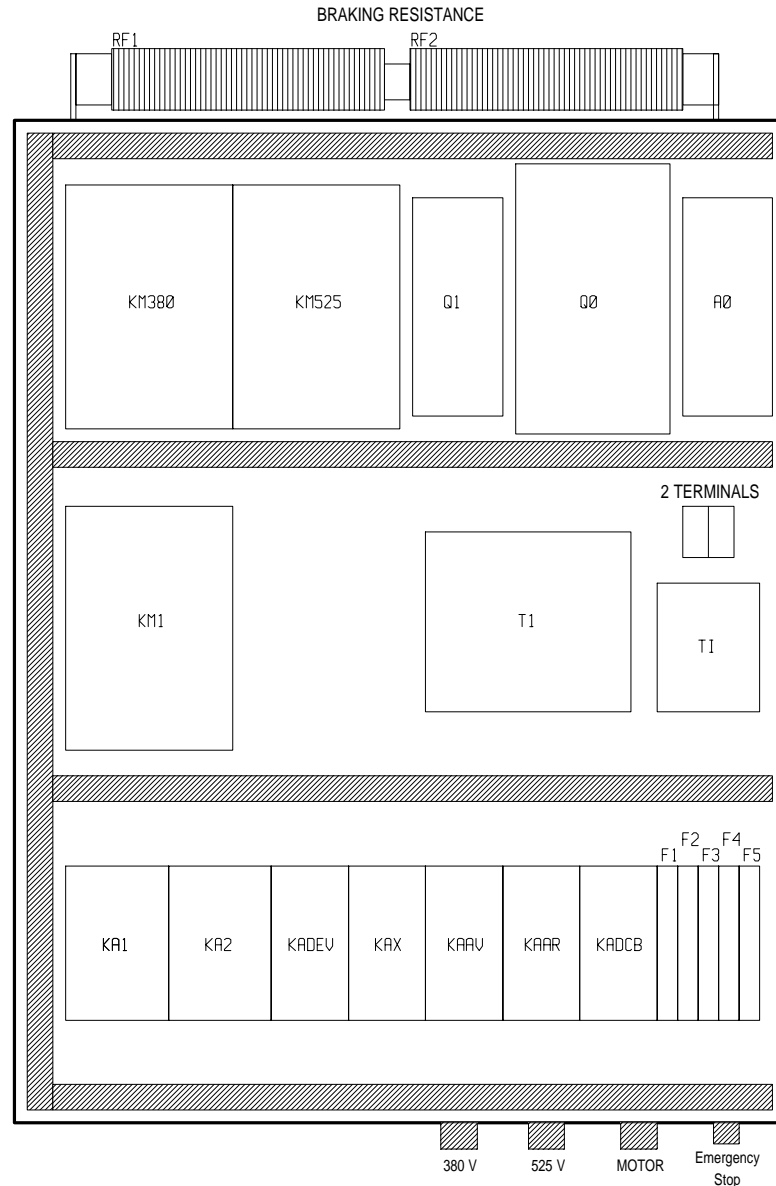 BRAKING RESISTANCE
RF1 RF2
KM380 KM525 Q1 Q0 A0
2 TERMINALS
KM1 T1 TI
F2 F4
F1 F3 F5
KA1 KA2 KADEV KAX KAAV KAAR KADCB
380 V 525 V MOTOR Emergency
Stop